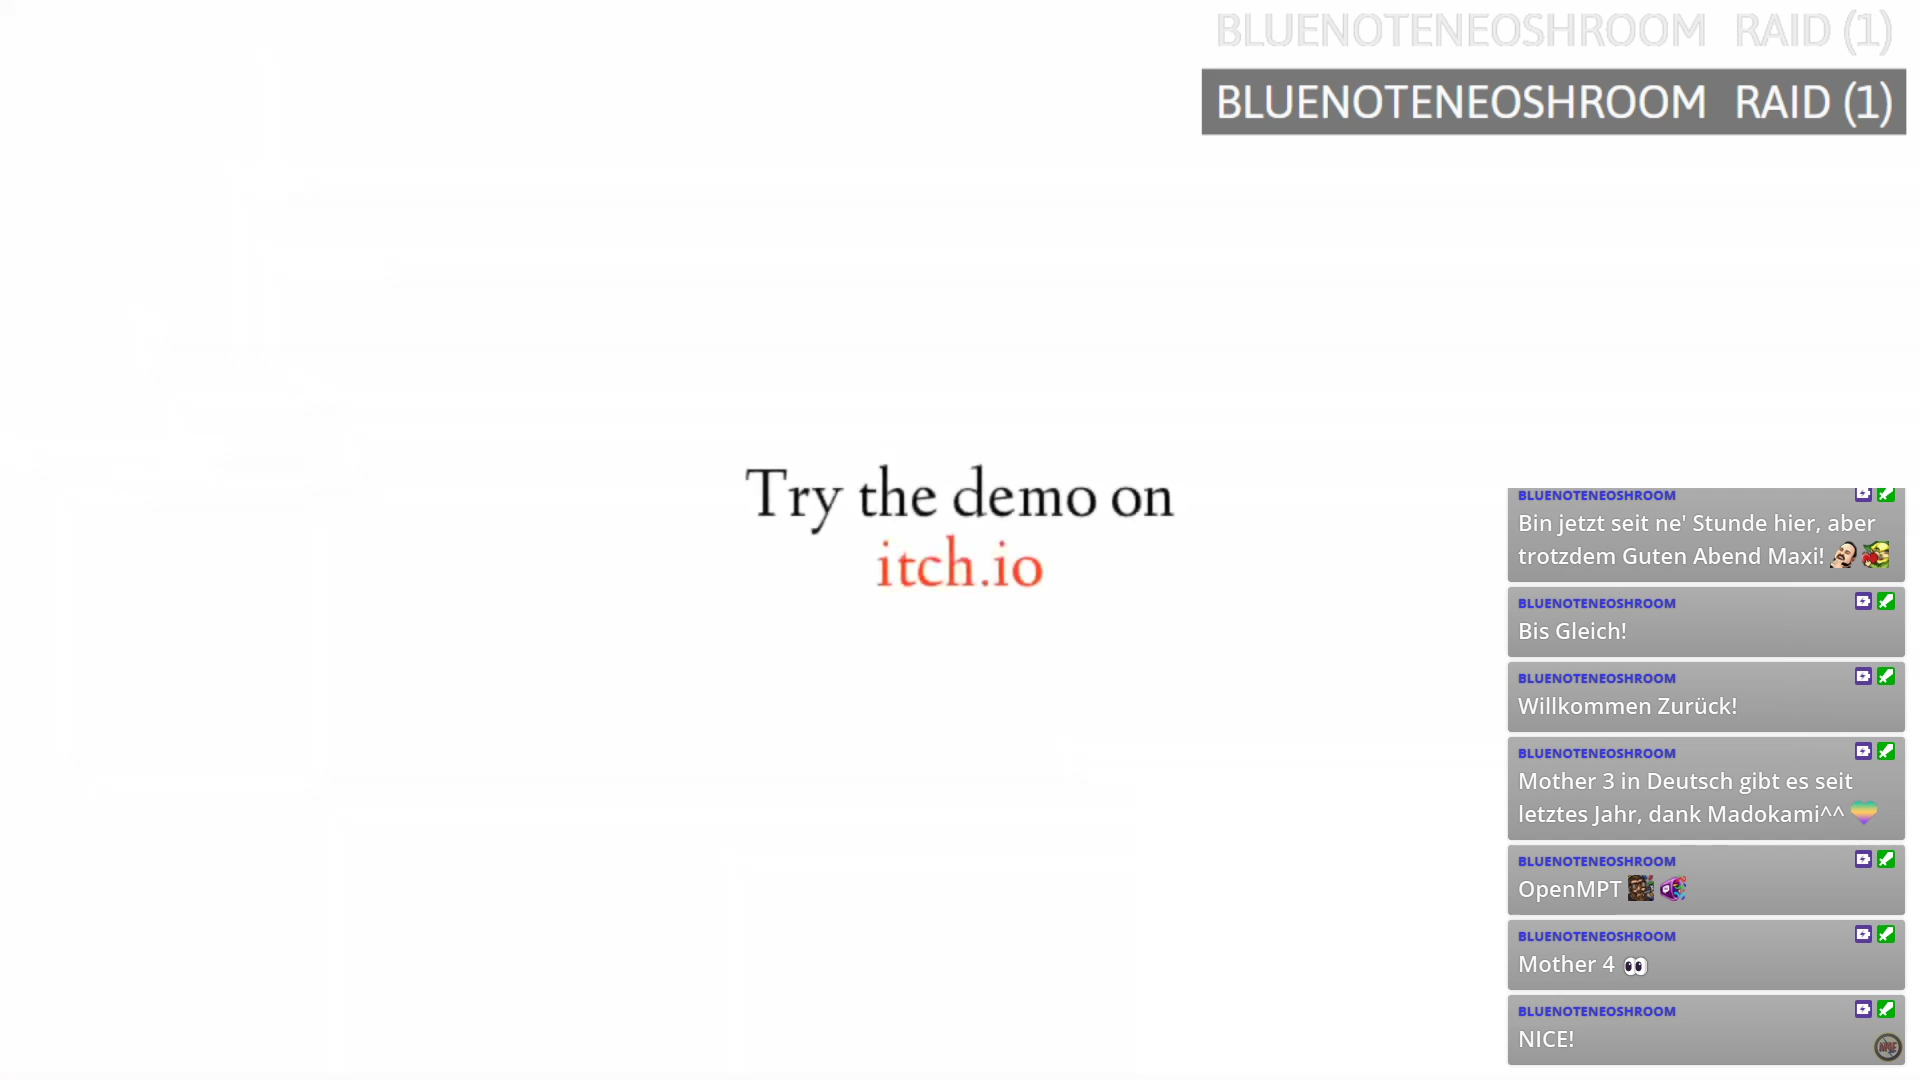 BLUENOTENEOSHROOM RAID (1)
BLUENOTENEOSHROOM RAID (1)
Try the demo on
itch.io
BLUENOTENEOSHROOM
Bin jetzt seit ne' Stunde hier, aber
trotzdem Guten Abend Maxi!
BLUENOTENEOSHROOM
Bis Gleich!
BLUENOTENEOSHROOM
Willkommen Zurück!
BLUENOTENEOSHROOM
Mother 3 in Deutsch gibt es seit
letztes Jahr, dank Madokami^^
BLUENOTENEOSHROOM
OpenMPT
BLUENOTENEOSHROOM
Mother 4
BLUENOTENEOSHROOM
NICE!